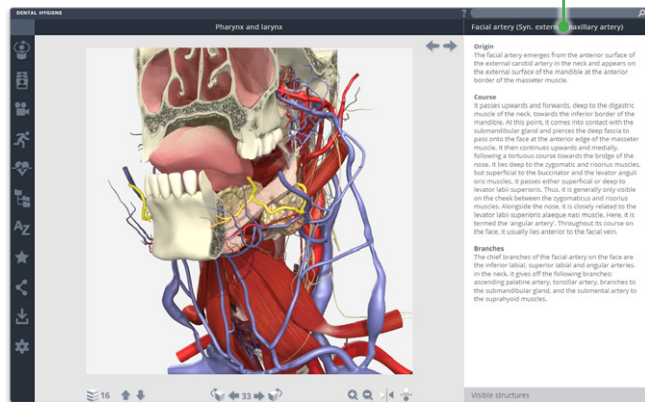 DENTAL HYGIENE
?
Pharynx and larynx
Facial artery (Syn. extern maxillary artery)
Origin
The facial artery emerges from the anterior surface of
the external carotid artery in the neck and appears on
the external surface of the mandible at the anterior
border of the masseter muscle.
Course
It passes upwards and forwards, deep to the digastric
muscle of the neck, towards the inferior border of the
mandible. At this point, it comes into contact with the
submandibular gland and pierces the deep fascia to
pass onto the face at the anterior edge of the masseter
muscle. It then continues upwards and medially,
following a tortuous course towards the bridge of the
nose. It lies deep to the zygomatic and risorius muscles,
but superficial to the buccinator and the levator anguli
oris muscles. It passes either superficial or deep to
levator labii superioris. Thus, it is generally only visible
on the cheek between the zygomaticus and risorius
muscles. Alongside the nose, it is closely related to the
levator labii superioris alaeque nasi muscle. Here, it is
termed the 'angular artery'. Throughout its course on
the face, it usually lies anterior to the facial vein.
Branches
The chief branches of the facial artery on the face are
the inferior labial, superior labial and angular arteries.
In the neck, it gives off the following branches:
ascending palatine artery, tonsillar artery, branches to
the submandibular gland, and the submental artery to
the suprahyoid muscles.
AZ
16
33
Visible structures